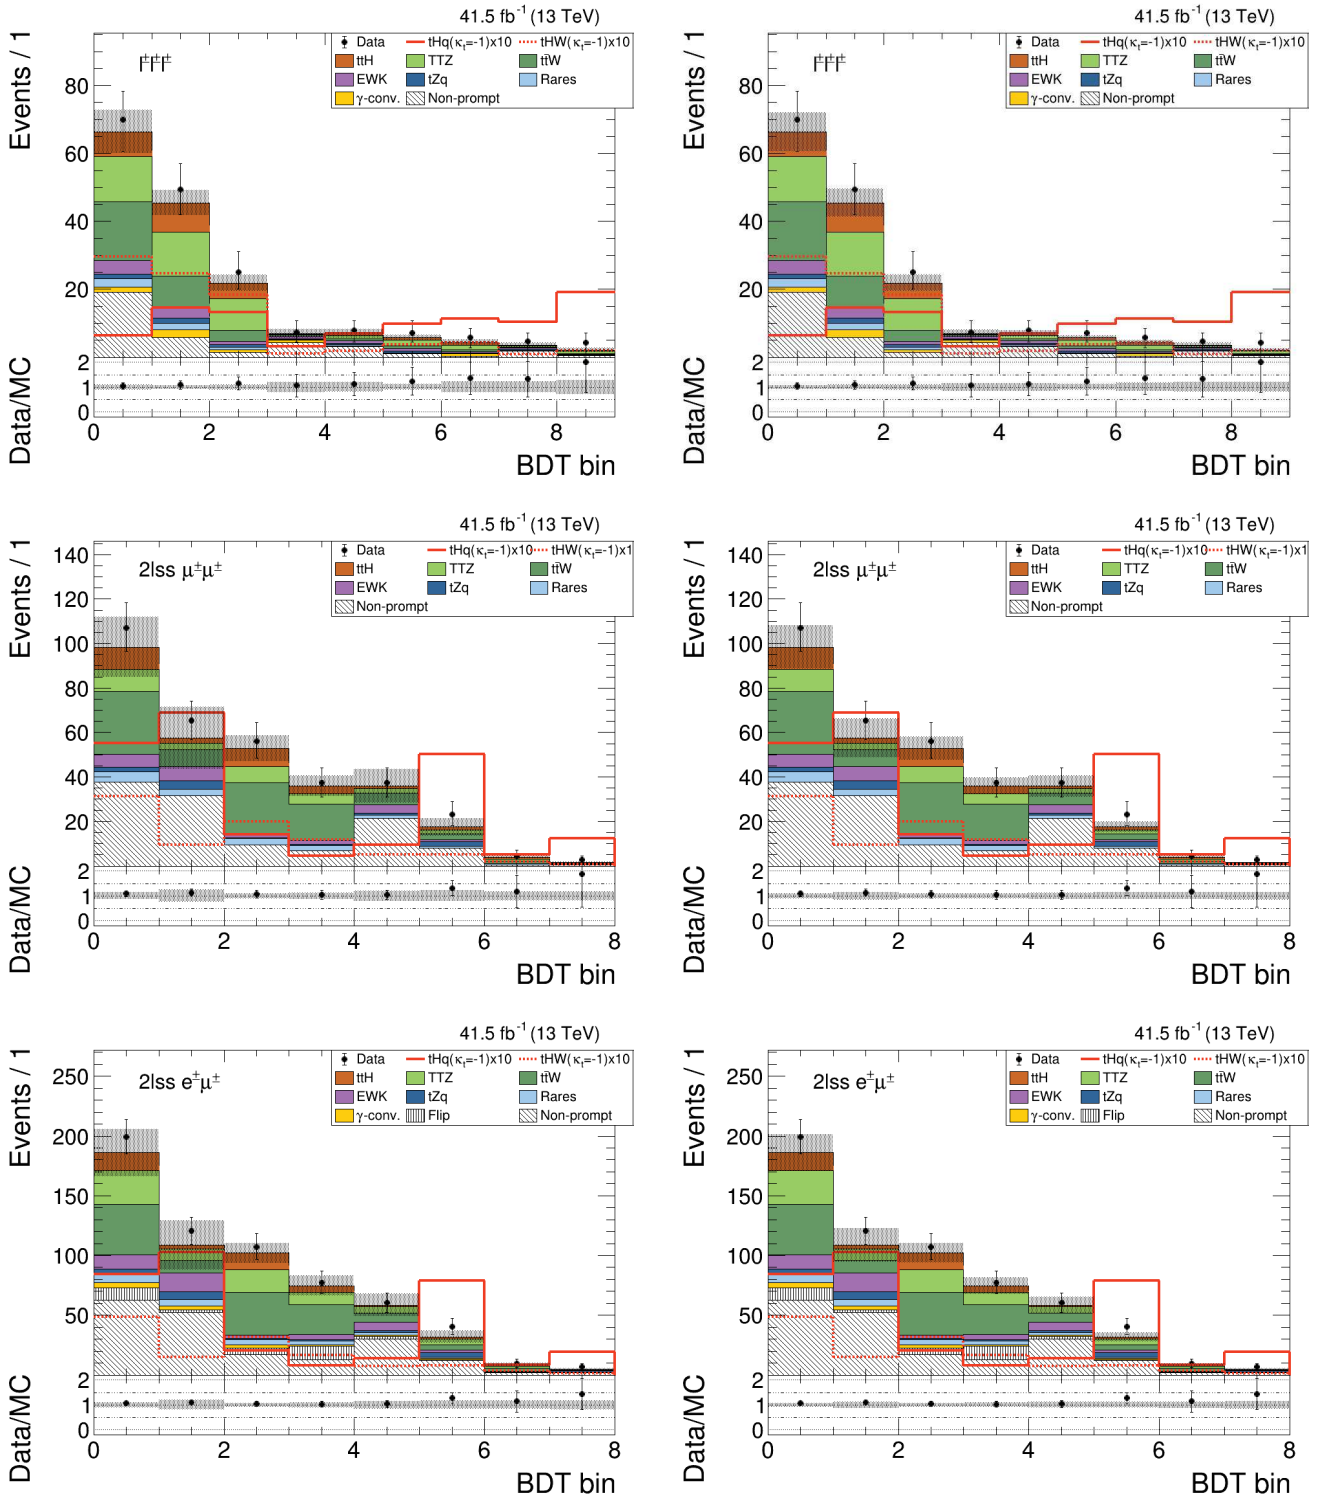 41.5 fb⁻¹ (13 TeV)
Events / 1
l±l±l±
Data
tHq(κt=-1)x10
tHW(κt=-1)x10
ttH
TTZ
tt̄W
EWK
tZq
Rares
γ-conv.
Non-prompt
80
60
40
20
Data/MC
2
1
0
0 2 4 6 8
BDT bin
41.5 fb⁻¹ (13 TeV)
Events / 1
l±l±l±
Data
tHq(κt=-1)x10
tHW(κt=-1)x10
ttH
TTZ
tt̄W
EWK
tZq
Rares
γ-conv.
Non-prompt
80
60
40
20
Data/MC
2
1
0
0 2 4 6 8
BDT bin
41.5 fb⁻¹ (13 TeV)
Events / 1
2lss μ±μ±
Data
tHq(κt=-1)x10
tHW(κt=-1)x1
ttH
TTZ
tt̄W
EWK
tZq
Rares
Non-prompt
140
120
100
80
60
40
20
Data/MC
2
1
0
0 2 4 6 8
BDT bin
41.5 fb⁻¹ (13 TeV)
Events / 1
2lss μ±μ±
Data
tHq(κt=-1)x10
tHW(κt=-1)x1
ttH
TTZ
tt̄W
EWK
tZq
Rares
Non-prompt
140
120
100
80
60
40
20
Data/MC
2
1
0
0 2 4 6 8
BDT bin
41.5 fb⁻¹ (13 TeV)
Events / 1
2lss e±μ±
Data
tHq(κt=-1)x10
tHW(κt=-1)x10
ttH
TTZ
tt̄W
EWK
tZq
Rares
γ-conv.
Flip
Non-prompt
250
200
150
100
50
Data/MC
2
1
0
0 2 4 6 8
BDT bin
41.5 fb⁻¹ (13 TeV)
Events / 1
2lss e±μ±
Data
tHq(κt=-1)x10
tHW(κt=-1)x10
ttH
TTZ
tt̄W
EWK
tZq
Rares
γ-conv.
Flip
Non-prompt
250
200
150
100
50
Data/MC
2
1
0
0 2 4 6 8
BDT bin